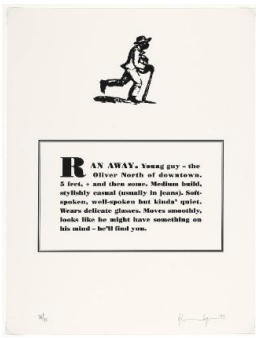 RAN AWAY. Young guy – the
Oliver North of downtown.
5 feet, + and then some. Medium build,
stylishly casual (usually in jeans). Soft-
spoken, well-spoken but kinda' quiet.
Wears delicate glasses. Moves smoothly,
looks like he might have something on
his mind – he'll find you.